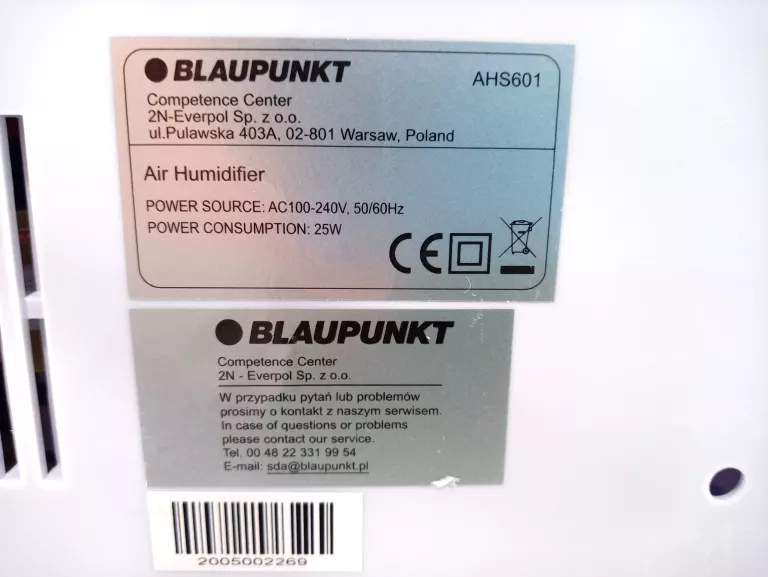 BLAUPUNKT
AHS601
Competence Center
2N-Everpol Sp. z o.o.
ul.Pulawska 403A, 02-801 Warsaw, Poland
Air Humidifier
POWER SOURCE: AC100-240V, 50/60Hz
POWER CONSUMPTION: 25W
CE
BLAUPUNKT
Competence Center
2N - Everpol Sp. z o.o.
W przypadku pytań lub problemów
prosimy o kontakt z naszym serwisem.
In case of questions or problems
please contact our service.
Tel. 00 48 22 331 99 54
E-mail: sda@blaupunkt.pl
2005002269